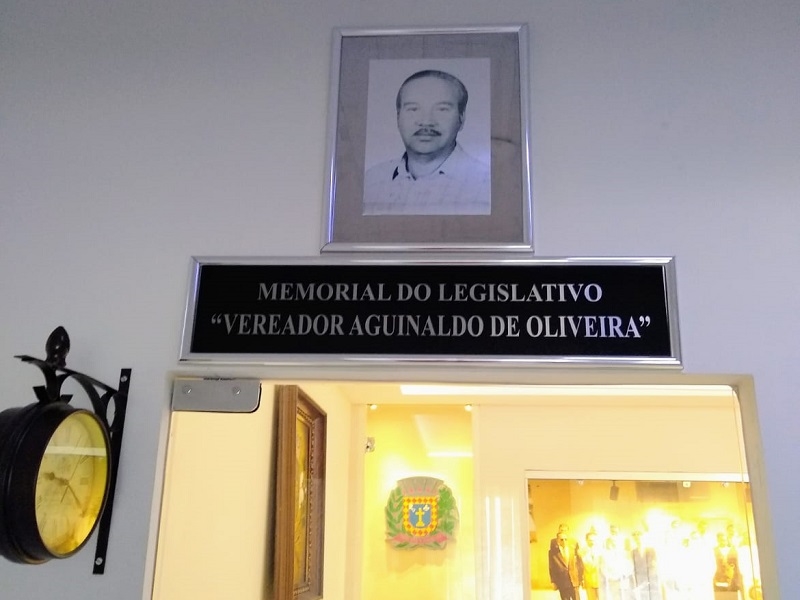 MEMORIAL DO LEGISLATIVO
“VEREADOR AGUINALDO DE OLIVEIRA”